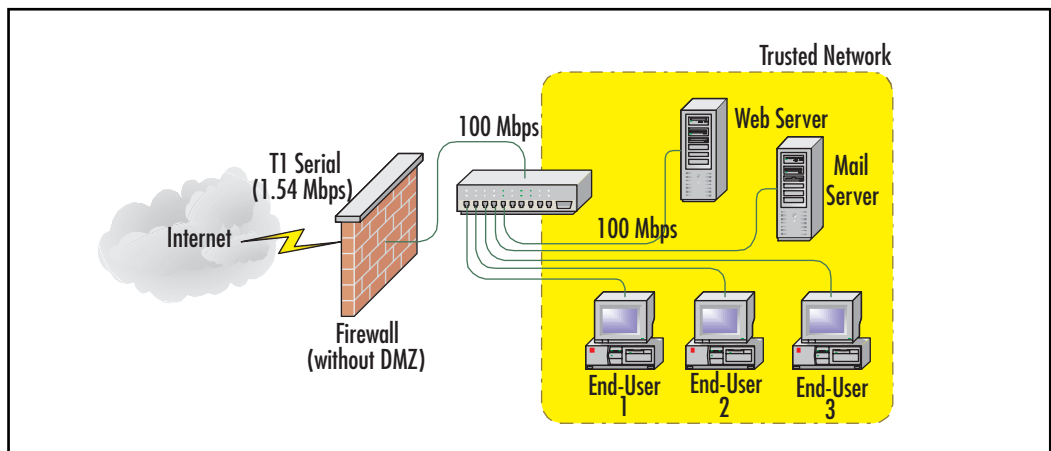 Trusted Network
100 Mbps
Web Server
T1 Serial
(1.54 Mbps)
Mail
Server
Internet
100 Mbps
Firewall
(without DMZ)
End-User
1
End-User
2
End-User
3